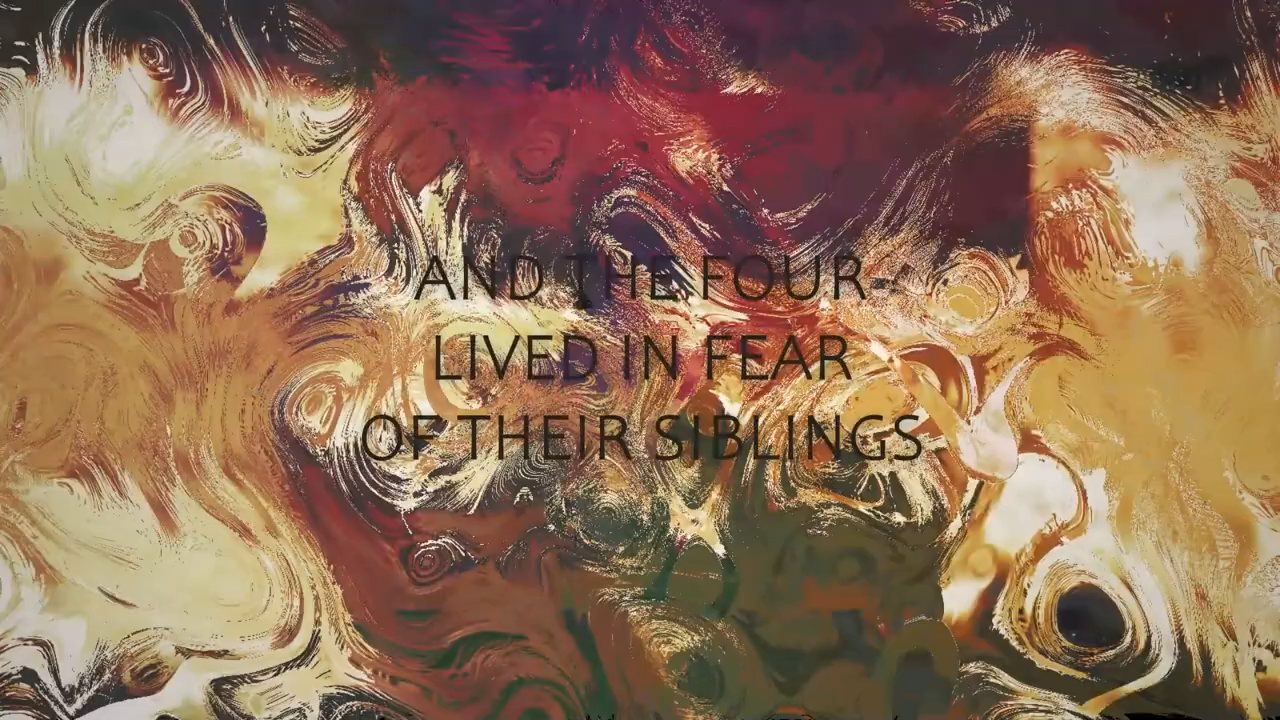 AND THE FOUR
LIVED IN FEAR
OF THEIR SIBLINGS